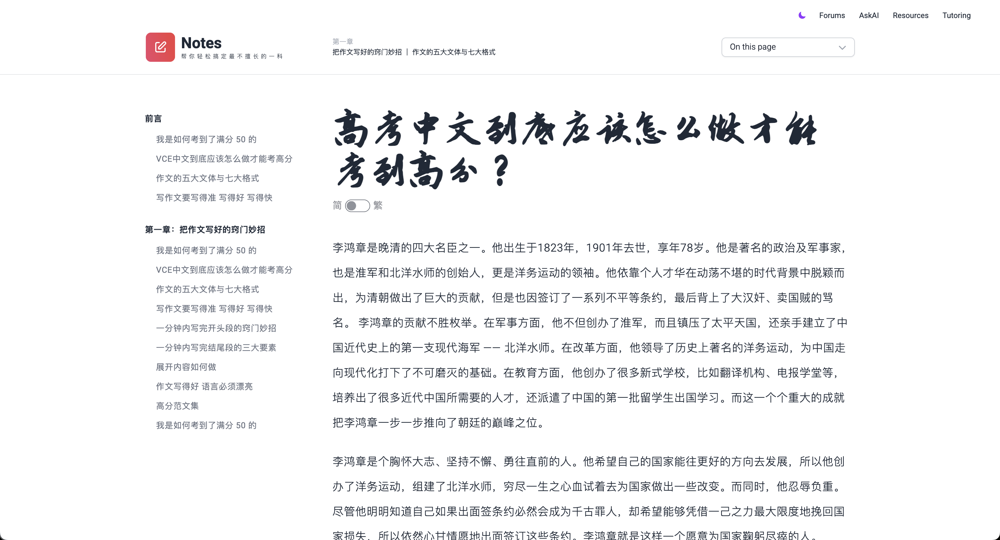 Forums AskAI Resources Tutoring
Notes
帮你轻松搞定最不擅长的一科
第一章
把作文写好的窍门妙招 | 作文的五大文体与七大格式
On this page
前言
我是如何考到了满分 50 的
VCE中文到底应该怎么做才能考高分
作文的五大文体与七大格式
写作文要写得准 写得好 写得快
第一章：把作文写好的窍门妙招
我是如何考到了满分 50 的
VCE中文到底应该怎么做才能考高分
作文的五大文体与七大格式
写作文要写得准 写得好 写得快
一分钟内写完开头段的窍门妙招
一分钟内写完结尾段的三大要素
展开内容如何做
作文写得好 语言必须漂亮
高分范文集
我是如何考到了满分 50 的
高考中文到底应该怎么做才能
考到高分？
简 繁
李鸿章是晚清的四大名臣之一。他出生于1823年，1901年去世，享年78岁。他是著名的政治及军事家，
也是淮军和北洋水师的创始人，更是洋务运动的领袖。他依靠个人才华在动荡不堪的时代背景中脱颖而
出，为清朝做出了巨大的贡献，但是也因签订了一系列不平等条约，最后背上了大汉奸、卖国贼的骂
名。 李鸿章的贡献不胜枚举。在军事方面，他不但创办了淮军，而且镇压了太平天国，还亲手建立了中
国近代史上的第一支现代海军 —— 北洋水师。在改革方面，他领导了历史上著名的洋务运动，为中国走
向现代化打下了不可磨灭的基础。在教育方面，他创办了很多新式学校，比如翻译机构、电报学堂等，
培养出了很多近代中国所需要的人才，还派遣了中国的第一批留学生出国学习。而这一个个重大的成就
把李鸿章一步一步推向了朝廷的巅峰之位。
李鸿章是个胸怀大志、坚持不懈、勇往直前的人。他希望自己的国家能往更好的方向去发展，所以他创
办了洋务运动，组建了北洋水师，穷尽一生之心血试着去为国家做出一些改变。而同时，他忍辱负重。
尽管他明明知道自己如果出面签条约必然会成为千古罪人，却希望能够凭借一己之力最大限度地挽回国
家损失，所以依然心甘情愿地出面签订这些条约。李鸿章就是这样一个愿意为国家鞠躬尽瘁的人。